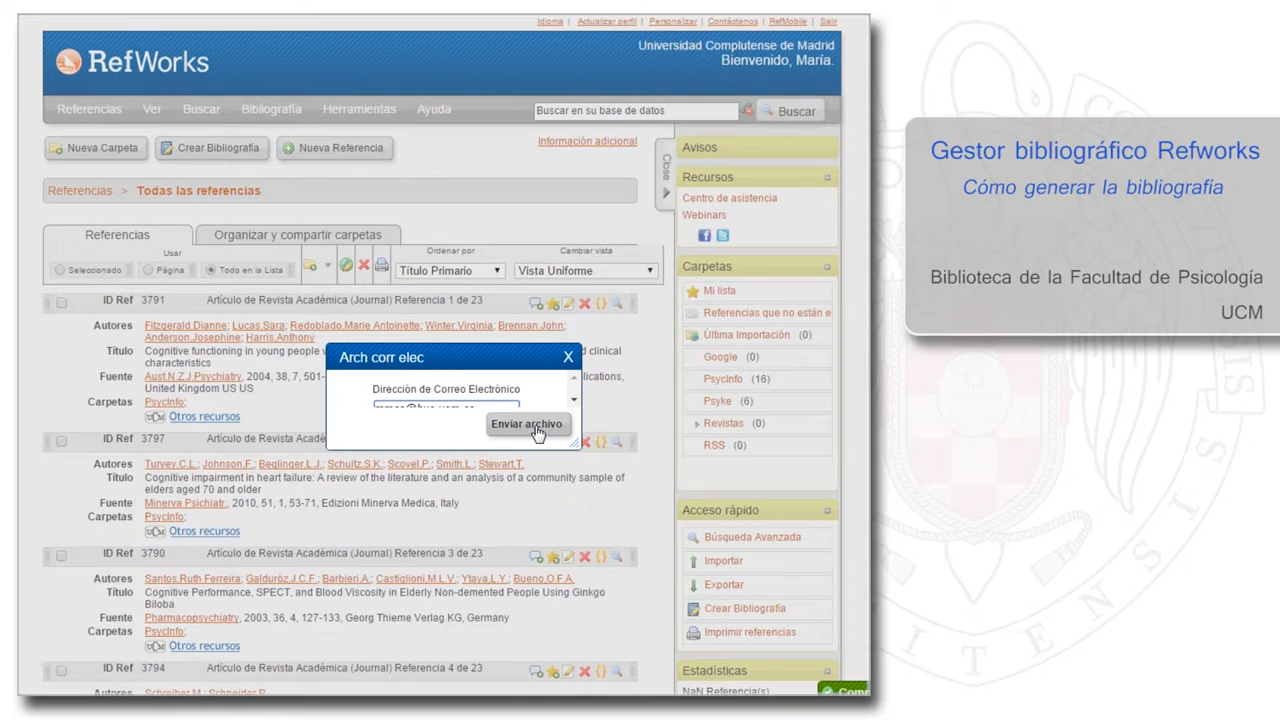 Idioma | Actualizar perfil | Personalizar | Contáctenos | RefMobile | Salir
RefWorks
Universidad Complutense de Madrid
Bienvenido, María.
Referencias Ver Buscar Bibliografía Herramientas Ayuda
Buscar en su base de datos
Buscar
Nueva Carpeta
Crear Bibliografía
Nueva Referencia
Información adicional
Close
Referencias > Todas las referencias
Referencias
Organizar y compartir carpetas
Usar
Seleccionado
Página
Todo en la Lista
Ordenar por
Título Primario
Cambiar vista
Vista Uniforme
ID Ref 3791 Artículo de Revista Académica (Journal) Referencia 1 de 23
Autores Fitzgerald,Dianne; Lucas,Sara; Redoblado,Marie Antoinette; Winter,Virginia; Brennan,John;
Anderson,Josephine; Harris,Anthony
Título Cognitive functioning in young people d clinical
characteristics
Fuente Aust.N.Z.J.Psychiatry, 2004, 38, 7, 501- lications,
United Kingdom US US
Carpetas PsycInfo;
UCM Otros recursos
Arch corr elec X
Dirección de Correo Electrónico
Enviar archivo
ID Ref 3797
Autores Turvey,C.L.; Johnson,F.; Beglinger,L.J.; Schultz,S.K.; Scovel,P.; Smith,L.; Stewart,T.
Título Cognitive impairment in heart failure: A review of the literature and an analysis of a community sample of
elders aged 70 and older
Fuente Minerva Psichiatr., 2010, 51, 1, 53-71, Edizioni Minerva Medica, Italy
Carpetas PsycInfo;
UCM Otros recursos
ID Ref 3790 Artículo de Revista Académica (Journal) Referencia 3 de 23
Autores Santos,Ruth Ferreira; Galduròz,J.C.F.; Barbieri,A.; Castiglioni,M.L.V.; Ytaya,L.Y.; Bueno,O.F.A.
Título Cognitive Performance, SPECT, and Blood Viscosity in Elderly Non-demented People Using Ginkgo
Biloba
Fuente Pharmacopsychiatry, 2003, 36, 4, 127-133, Georg Thieme Verlag KG, Germany
Carpetas PsycInfo;
UCM Otros recursos
ID Ref 3794 Artículo de Revista Académica (Journal) Referencia 4 de 23
Autores Schreiber,M.; Schneider,R.
Avisos
Recursos
Centro de asistencia
Webinars
Carpetas
Mi lista
Referencias que no están e
Última Importación (0)
Google (0)
PsycInfo (16)
Psyke (6)
Revistas (0)
RSS (0)
Acceso rápido
Búsqueda Avanzada
Importar
Exportar
Crear Bibliografía
Imprimir referencias
Estadísticas
NaN Referencia(s)
Comp
Gestor bibliográfico Refworks
Cómo generar la bibliografía
Biblioteca de la Facultad de Psicología
UCM